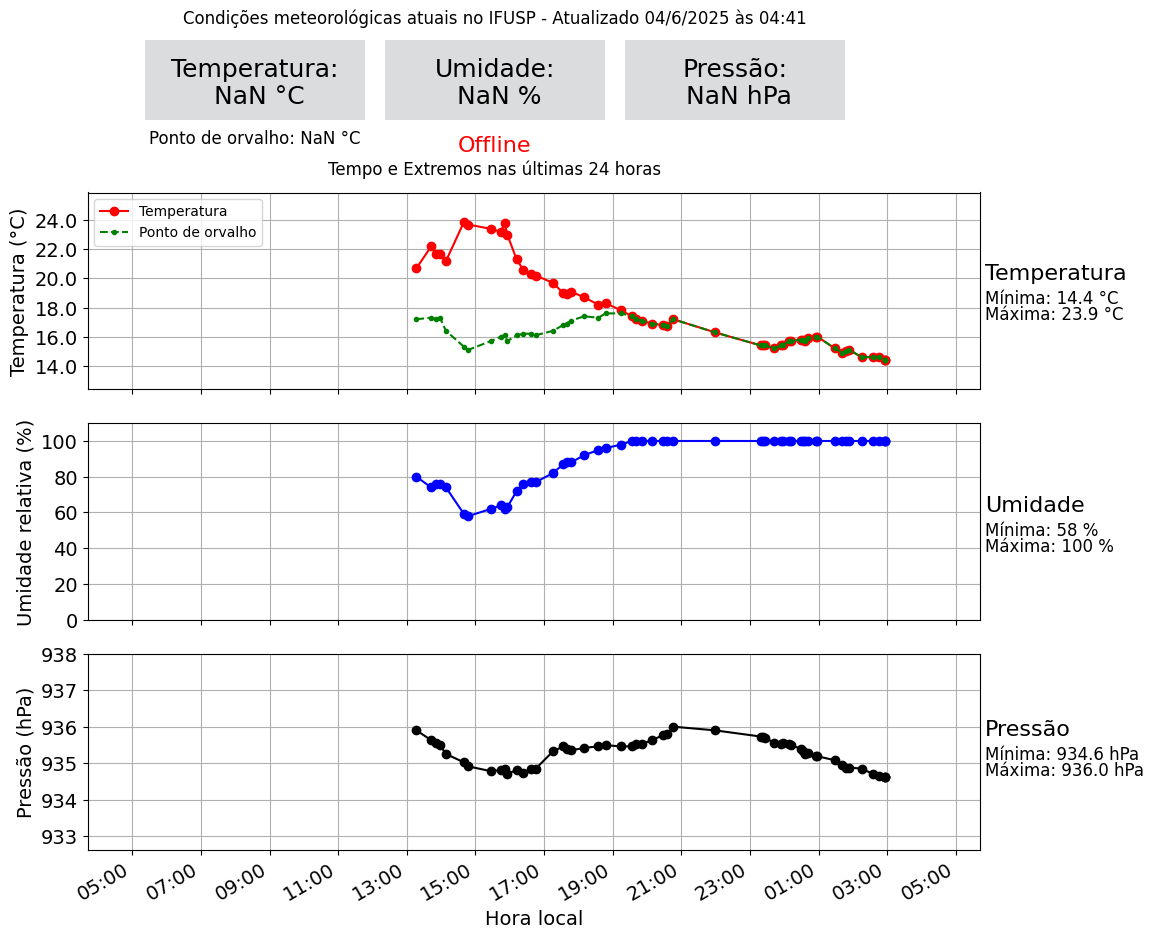 Condições meteorológicas atuais no IFUSP - Atualizado 04/6/2025 às 04:41
Temperatura:
NaN °C
Umidade:
NaN %
Pressão:
NaN hPa
Ponto de orvalho: NaN °C
Offline
Tempo e Extremos nas últimas 24 horas
Temperatura (°C)
24.0
22.0
20.0
18.0
16.0
14.0
Temperatura
Ponto de orvalho
Temperatura
Mínima: 14.4 °C
Máxima: 23.9 °C
Umidade relativa (%)
100
80
60
40
20
0
Umidade
Mínima: 58 %
Máxima: 100 %
Pressão (hPa)
938
937
936
935
934
933
Pressão
Mínima: 934.6 hPa
Máxima: 936.0 hPa
05:00 07:00 09:00 11:00 13:00 15:00 17:00 19:00 21:00 23:00 01:00 03:00 05:00
Hora local